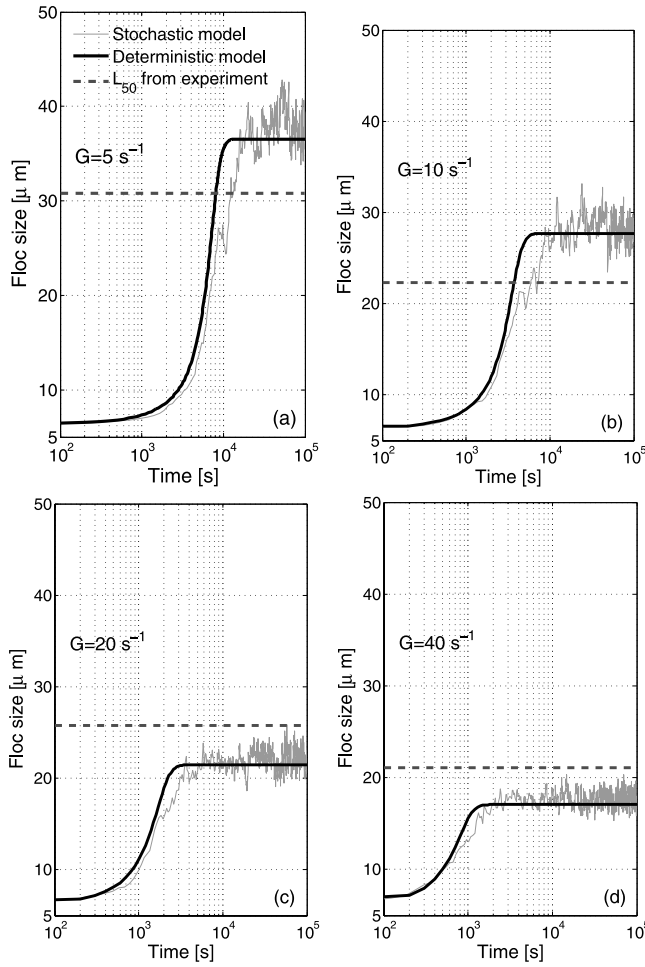 50
40
30
20
10
5
Floc size [μ m]
Stochastic model
Deterministic model
L50 from experiment
G=5 s−1
(a)
10² 10³ 10⁴ 10⁵
Time [s]
50
40
30
20
10
5
Floc size [μ m]
G=10 s−1
(b)
10² 10³ 10⁴ 10⁵
Time [s]
50
40
30
20
10
5
Floc size [μ m]
G=20 s−1
(c)
10² 10³ 10⁴ 10⁵
Time [s]
50
40
30
20
10
5
Floc size [μ m]
G=40 s−1
(d)
10² 10³ 10⁴ 10⁵
Time [s]